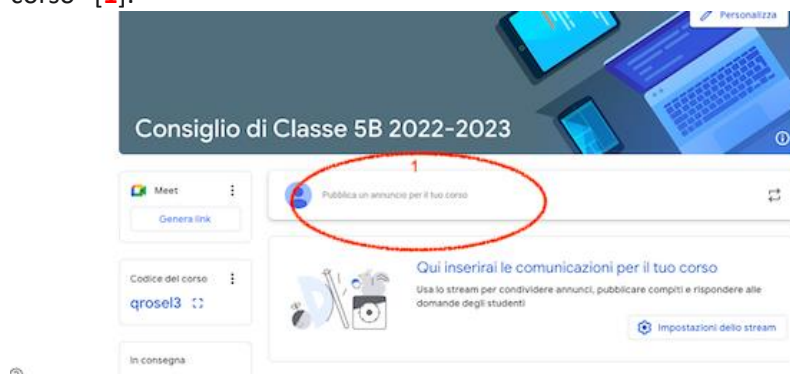 corso" [1].
Personalizza
Consiglio di Classe 5B 2022-2023
1
Meet
Pubblica un annuncio per il tuo corso
Genera link
Codice del corso
qrosel3
Qui inserirai le comunicazioni per il tuo corso
Usa lo stream per condividere annunci, pubblicare compiti e rispondere alle
domande degli studenti
Impostazioni dello stream
In consegna